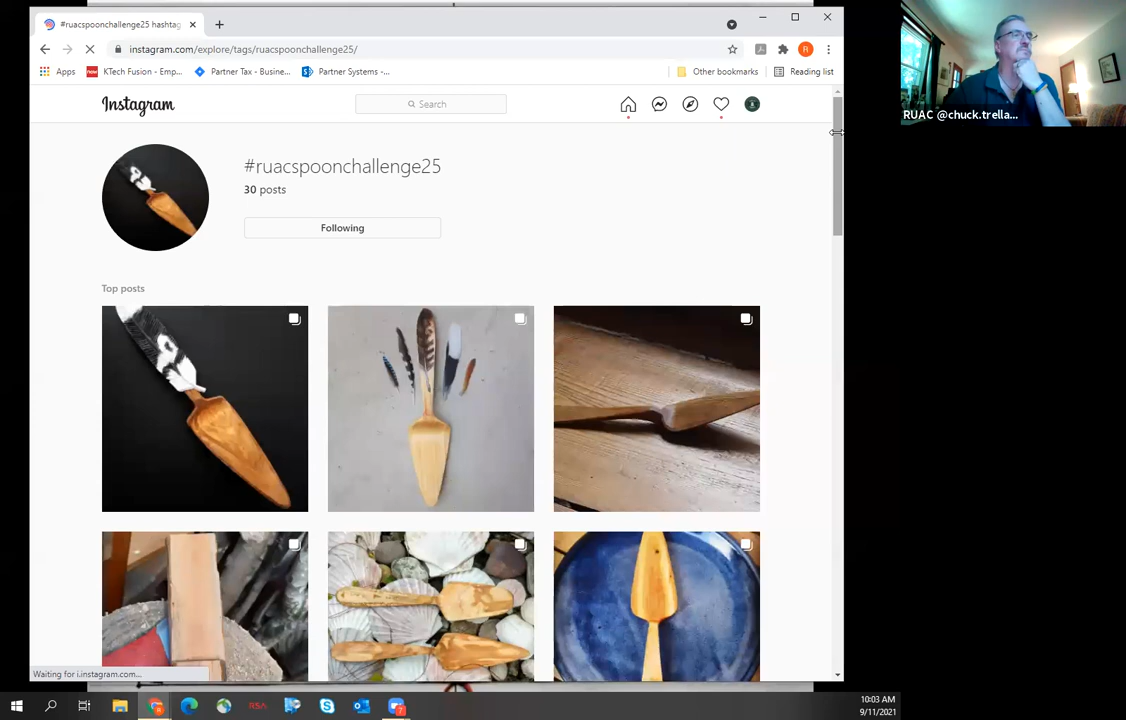 #ruacspoonchallenge25 hashtag
instagram.com/explore/tags/ruacspoonchallenge25/
Apps
KTech Fusion - Emp...
Partner Tax - Busine...
Partner Systems -...
Other bookmarks
Reading list
R
Instagram
Search
#ruacspoonchallenge25
30 posts
Following
Top posts
Waiting for i.instagram.com...
RUAC @chuck.trella...
RSA
10:03 AM
9/11/2021